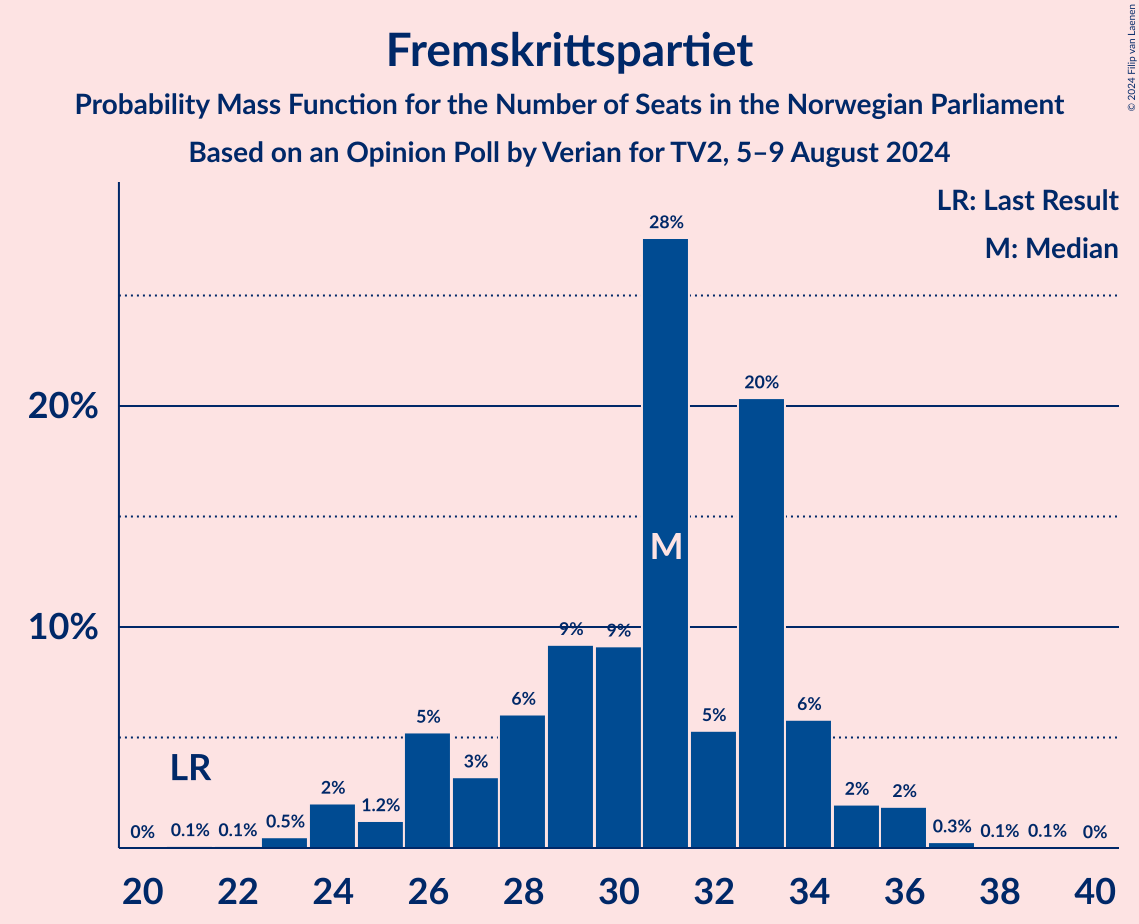 Fremskrittspartiet
Probability Mass Function for the Number of Seats in the Norwegian Parliament
Based on an Opinion Poll by Verian for TV2, 5–9 August 2024
© 2024 Filip van Laenen
LR: Last Result
M: Median
20%
10%
0%
0.1%
0.1%
0.5%
2%
1.2%
5%
3%
6%
9%
9%
28%
5%
20%
6%
2%
2%
0.3%
0.1%
0.1%
0%
LR
M
20 22 24 26 28 30 32 34 36 38 40